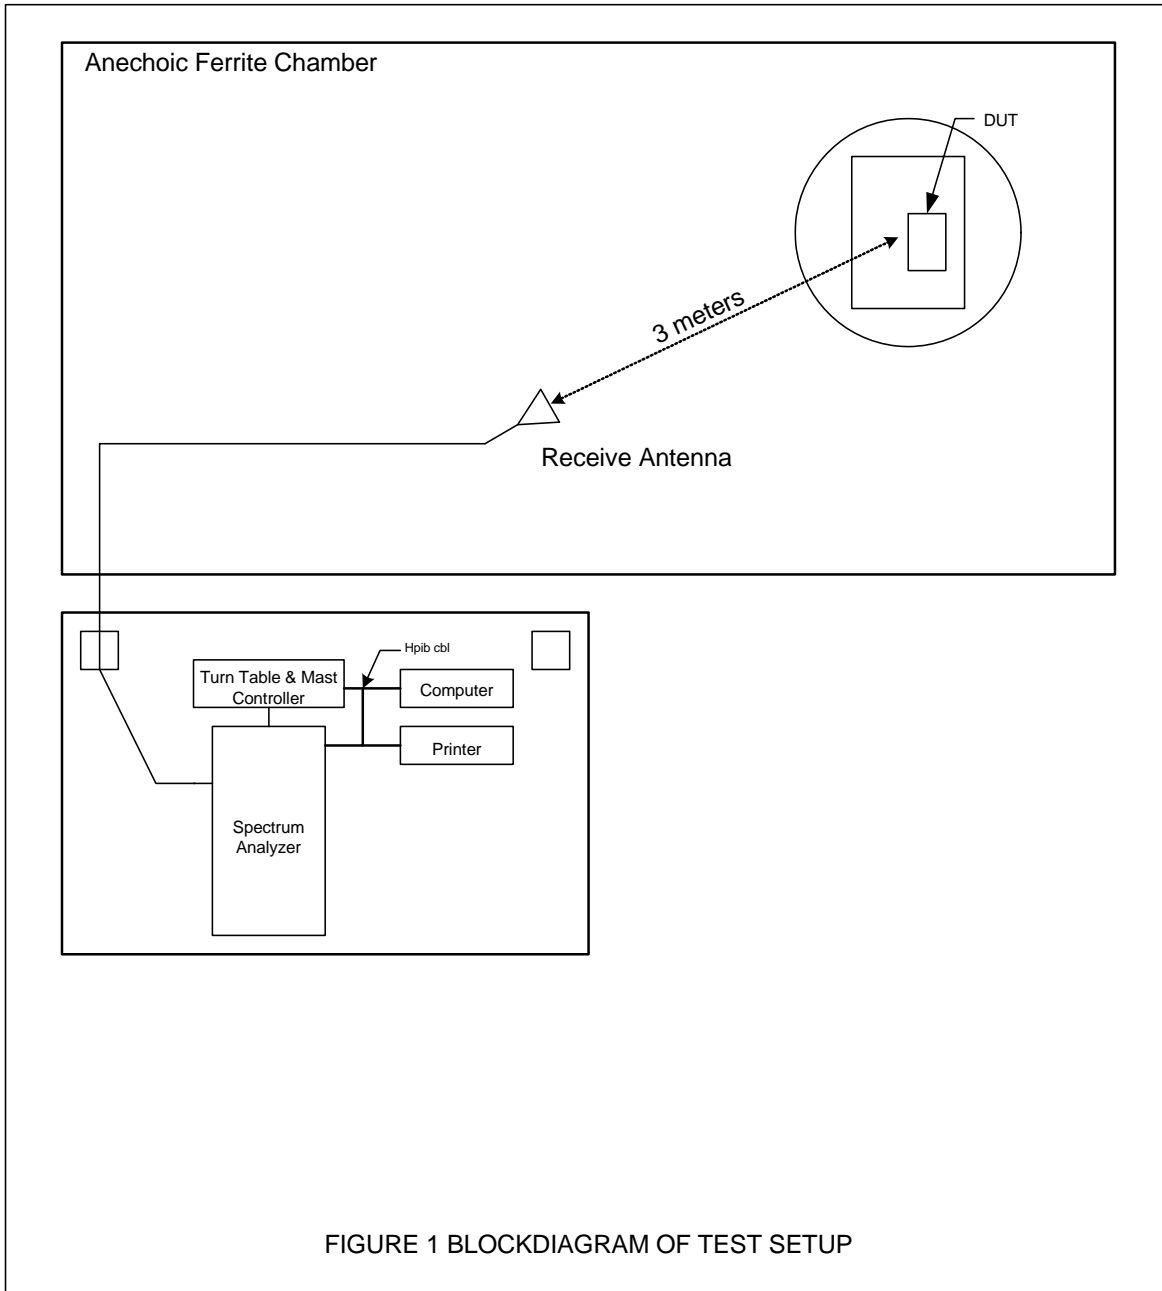 Anechoic Ferrite Chamber
DUT
3 meters
Receive Antenna
Hpib cbl
Turn Table & Mast
Controller
Computer
Printer
Spectrum
Analyzer
FIGURE 1 BLOCKDIAGRAM OF TEST SETUP